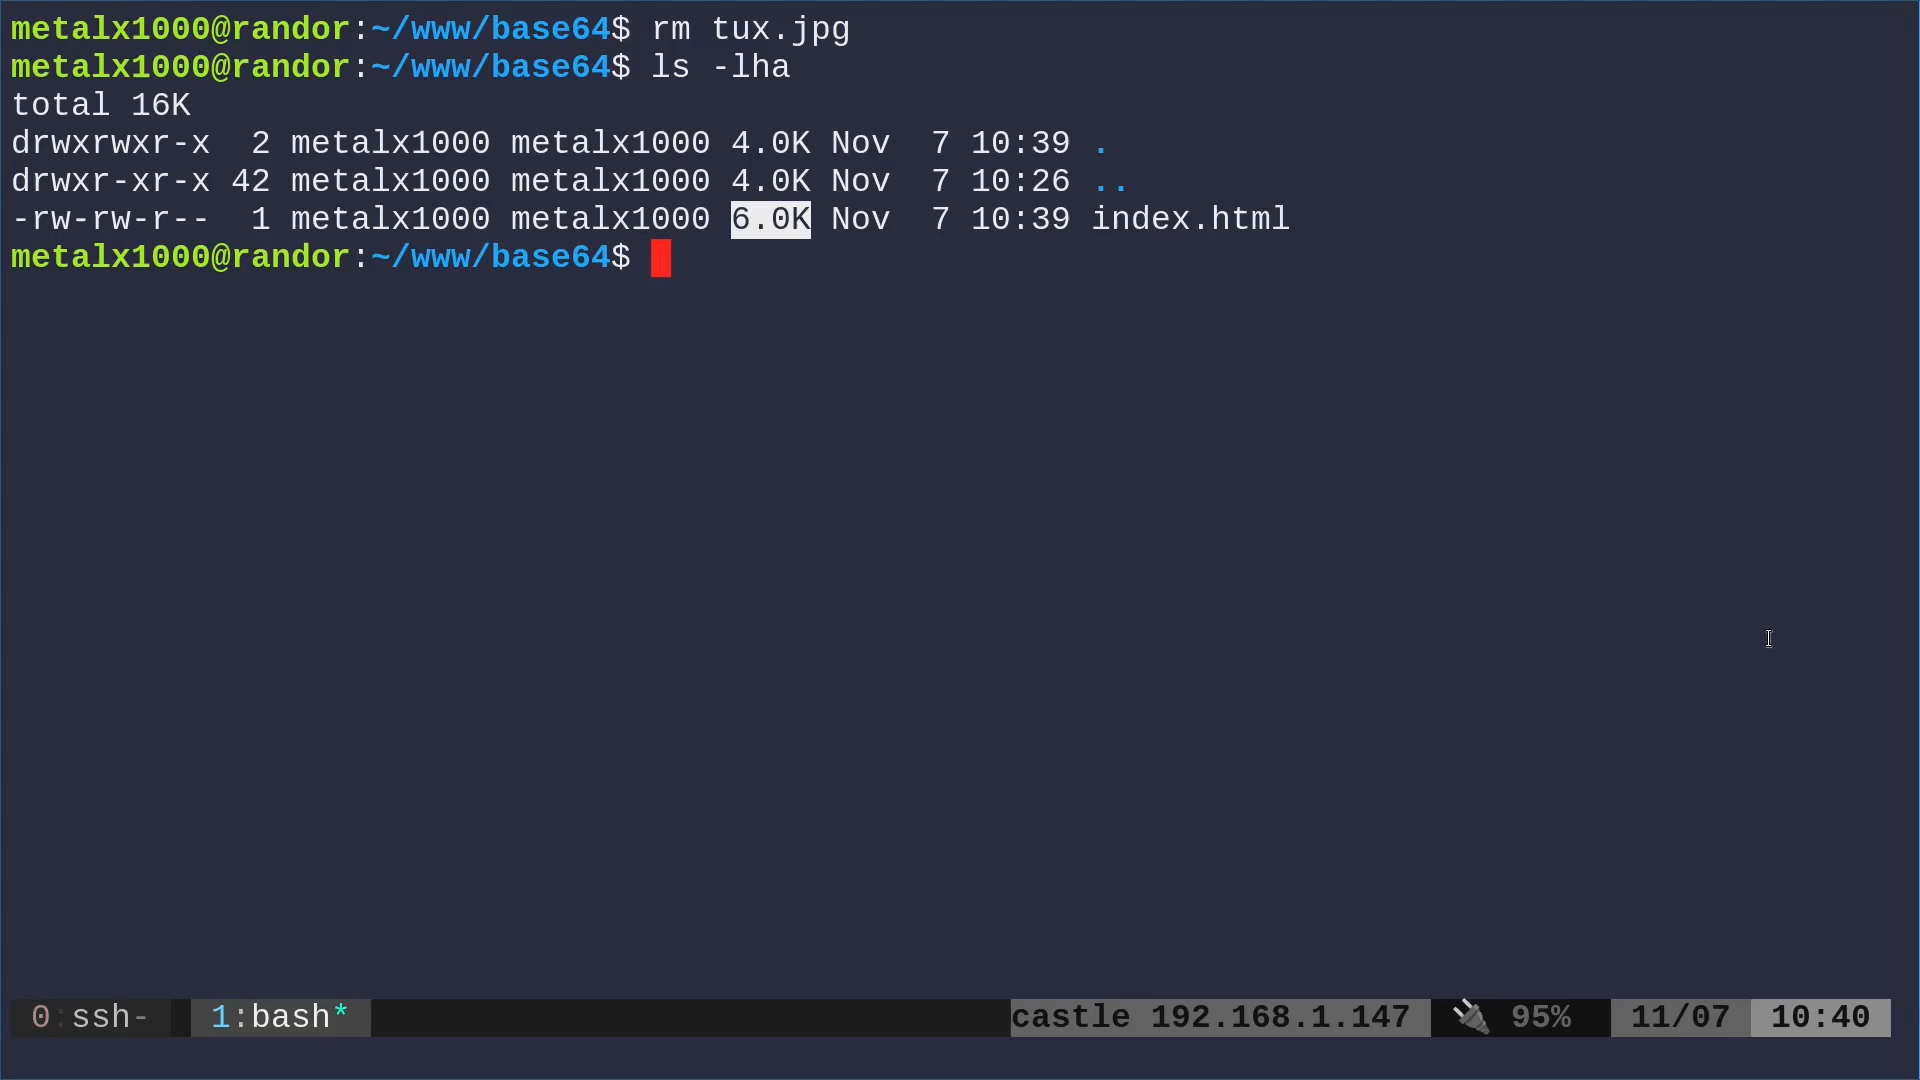 metalx1000@randor:~/www/base64$ rm tux.jpg
metalx1000@randor:~/www/base64$ ls -lha
total 16K
drwxrwxr-x  2 metalx1000 metalx1000 4.0K Nov  7 10:39 .
drwxr-xr-x 42 metalx1000 metalx1000 4.0K Nov  7 10:26 ..
-rw-rw-r--  1 metalx1000 metalx1000 6.0K Nov  7 10:39 index.html
metalx1000@randor:~/www/base64$
0:ssh- 1:bash* castle 192.168.1.147 🔌 95% 11/07 10:40